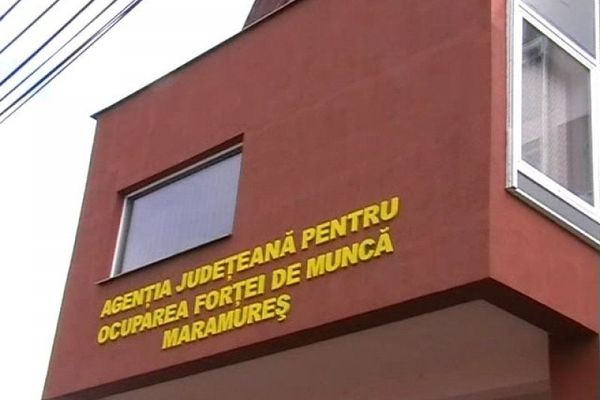 AGENȚIA JUDEȚEANĂ PENTRU
OCUPAREA FORȚEI DE MUNCĂ
MARAMUREȘ